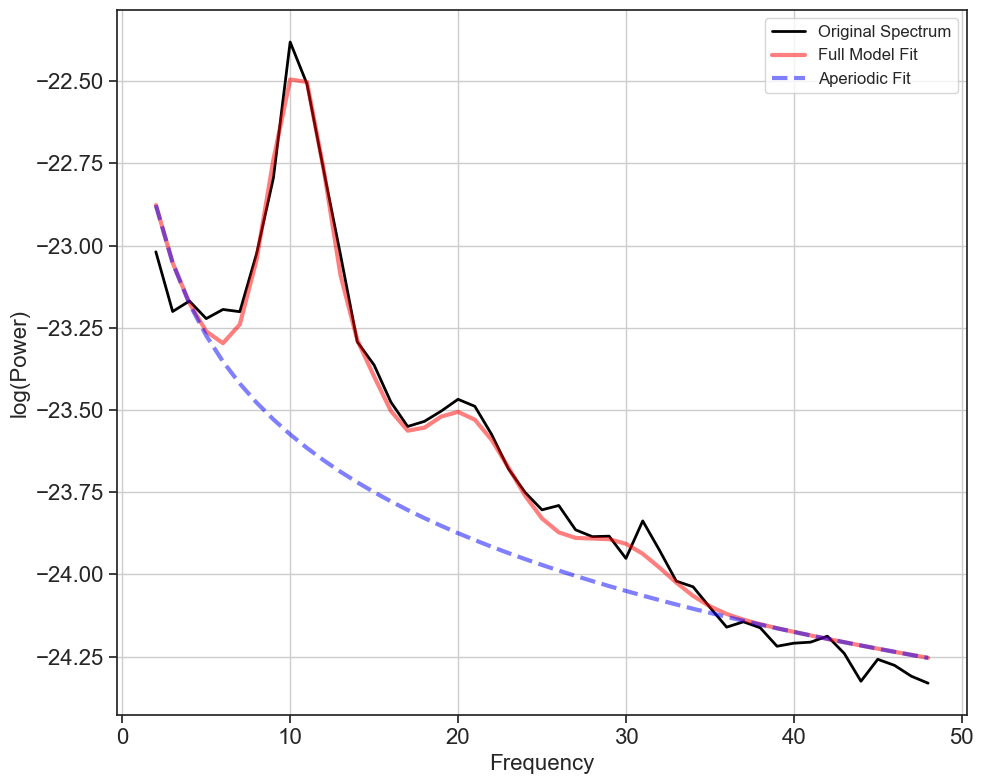 Original Spectrum
Full Model Fit
Aperiodic Fit
−22.50
−22.75
−23.00
−23.25
−23.50
−23.75
−24.00
−24.25
log(Power)
0 10 20 30 40 50
Frequency